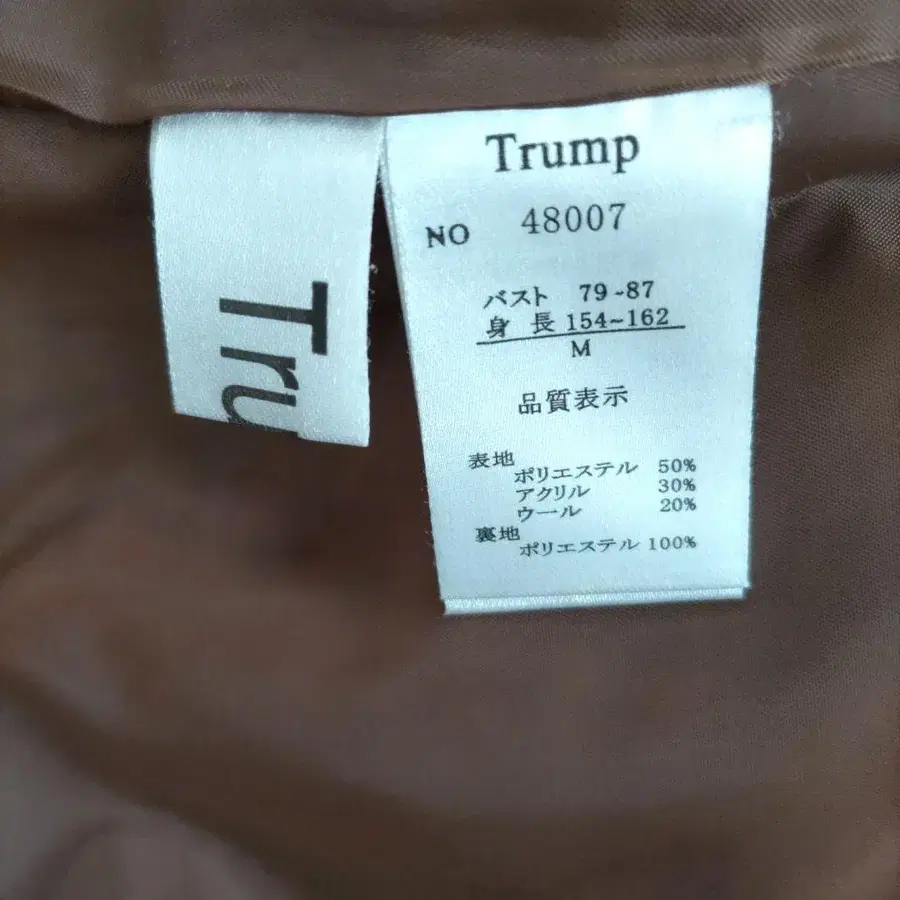 Tru
Trump
NO 48007
バスト 79-87
身長 154~162
M
品質表示
表地
ポリエステル 50%
アクリル 30%
ウール 20%
裏地
ポリエステル 100%